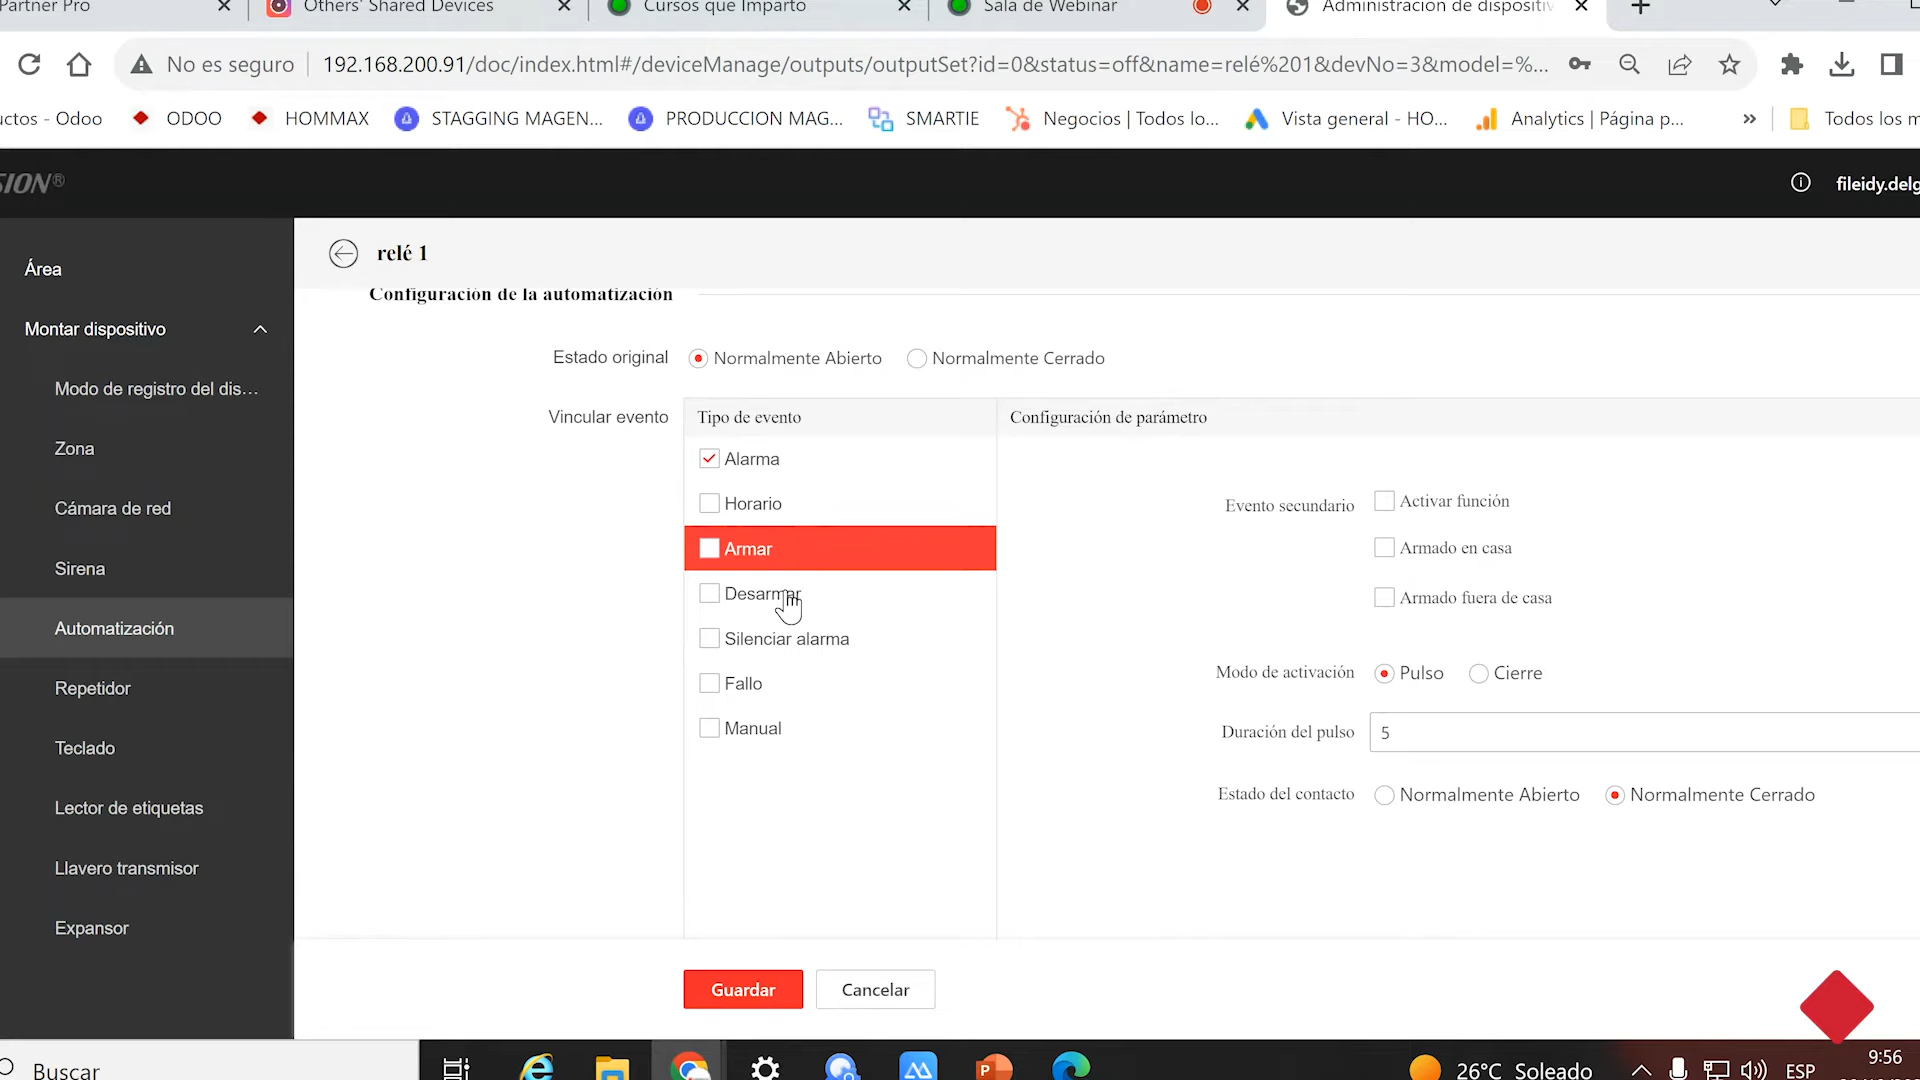 Partner Pro
Others' Shared Devices
Cursos que Imparto
Sala de Webinar
Administración de dispositiv
No es seguro
192.168.200.91/doc/index.html#/deviceManage/outputs/outputSet?id=0&status=off&name=relé%201&devNo=3&model=%...
uctos - Odoo
ODOO
HOMMAX
STAGGING MAGEN...
PRODUCCION MAG...
SMARTIE
Negocios | Todos lo...
Vista general - HO...
Analytics | Página p...
»
Todos los m
SION®
fileidy.delg
Área
Montar dispositivo
Modo de registro del dis...
Zona
Cámara de red
Sirena
Automatización
Repetidor
Teclado
Lector de etiquetas
Llavero transmisor
Expansor
relé 1
Configuración de la automatización
Estado original
Normalmente Abierto
Normalmente Cerrado
Vincular evento
Tipo de evento
Configuración de parámetro
Alarma
Horario
Armar
Desarmar
Silenciar alarma
Fallo
Manual
Evento secundario
Activar función
Armado en casa
Armado fuera de casa
Modo de activación
Pulso
Cierre
Duración del pulso
5
Estado del contacto
Normalmente Abierto
Normalmente Cerrado
Guardar
Cancelar
Buscar
26°C Soleado
ESP
9:56